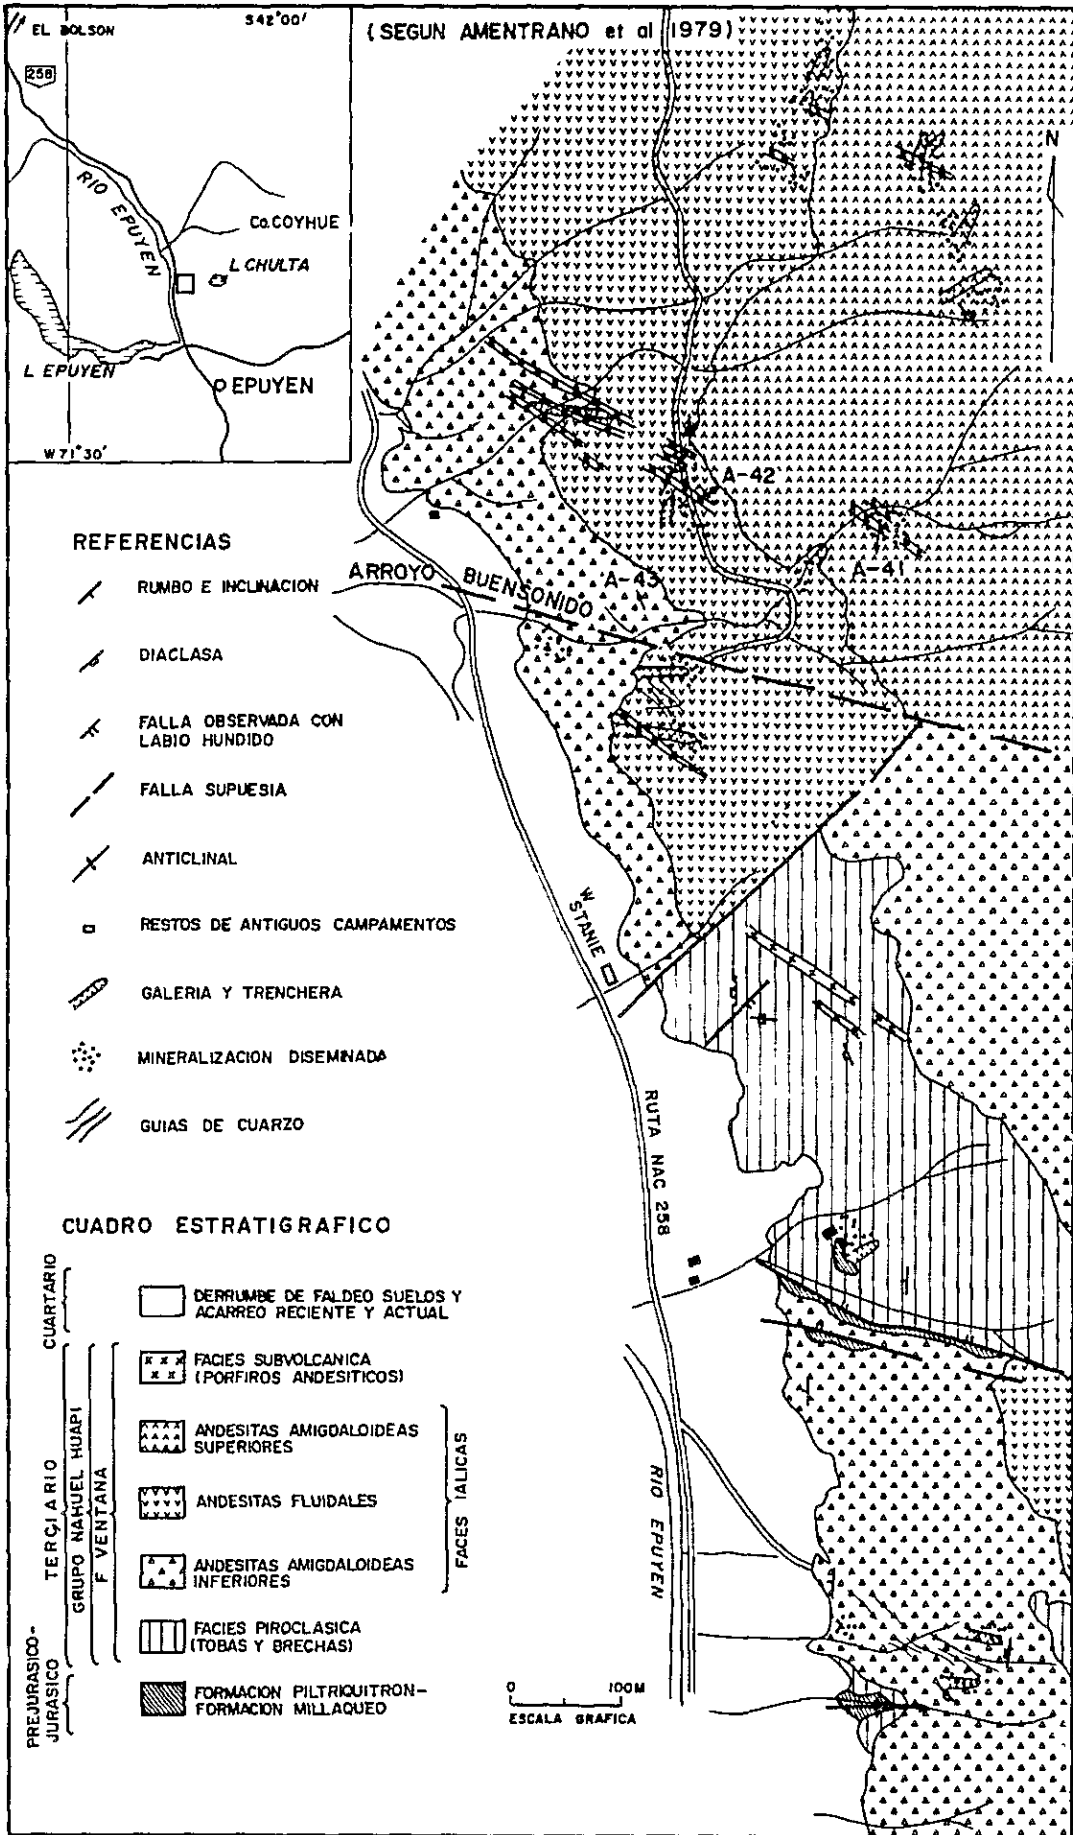 EL BOLSON
S42°00'
258
RIO EPUYEN
Co. COYHUE
L CHULTA
L EPUYEN
EPUYEN
W71°30'
(SEGUN AMENTRANO et al 1979)
N
A-42
A-41
A-43
ARROYO BUENSONIDO
W STANIE
RUTA NAC 258
RIO EPUYEN
REFERENCIAS
RUMBO E INCLINACION
DIACLASA
FALLA OBSERVADA CON
LABIO HUNDIDO
FALLA SUPUESIA
ANTICLINAL
RESTOS DE ANTIGUOS CAMPAMENTOS
GALERIA Y TRENCHERA
MINERALIZACION DISEMINADA
GUIAS DE CUARZO
CUADRO ESTRATIGRAFICO
CUARTARIO
DERRUMBE DE FALDEO SUELOS Y
ACARREO RECIENTE Y ACTUAL
TERCIARIO
GRUPO NAHUEL HUAPI
F VENTANA
FACIES SUBVOLCANICA
(PORFIROS ANDESITICOS)
ANDESITAS AMIGDALOIDEAS
SUPERIORES
ANDESITAS FLUIDALES
ANDESITAS AMIGDALOIDEAS
INFERIORES
FACES IALICAS
FACIES PIROCLASICA
(TOBAS Y BRECHAS)
PREJURASICO-
JURASICO
FORMACION PILTRIQUITRON-
FORMACION MILLAQUEO
0 100M
ESCALA GRAFICA